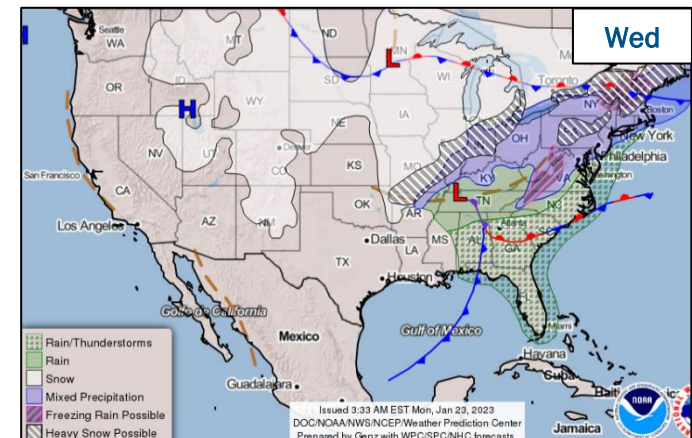 Wed
Seattle
WA
MT
ND
MN
OR
ID
SD
WI
Toronto
NY
Boston
H
L
WY
IA
NE
OH
New York
Philadelphia
NV
UT
Denver
CO
KS
MO
IN
KY
VA
Washington
San Francisco
CA
OK
AR
TN
NC
Los Angeles
AZ
NM
Dallas
MS
AL
Atlanta
GA
TX
LA
Houston
FL
Miami
Golfo de California
Gulf of Mexico
Mexico
Havana
Cuba
Guadalajara
Jamaica
Rain/Thunderstorms
Rain
Snow
Mixed Precipitation
Freezing Rain Possible
Heavy Snow Possible
Issued 3:33 AM EST Mon, Jan 23, 2023
DOC/NOAA/NWS/NCEP/Weather Prediction Center
Prepared by Genz with WPC/SPC/NHC forecasts
NOAA